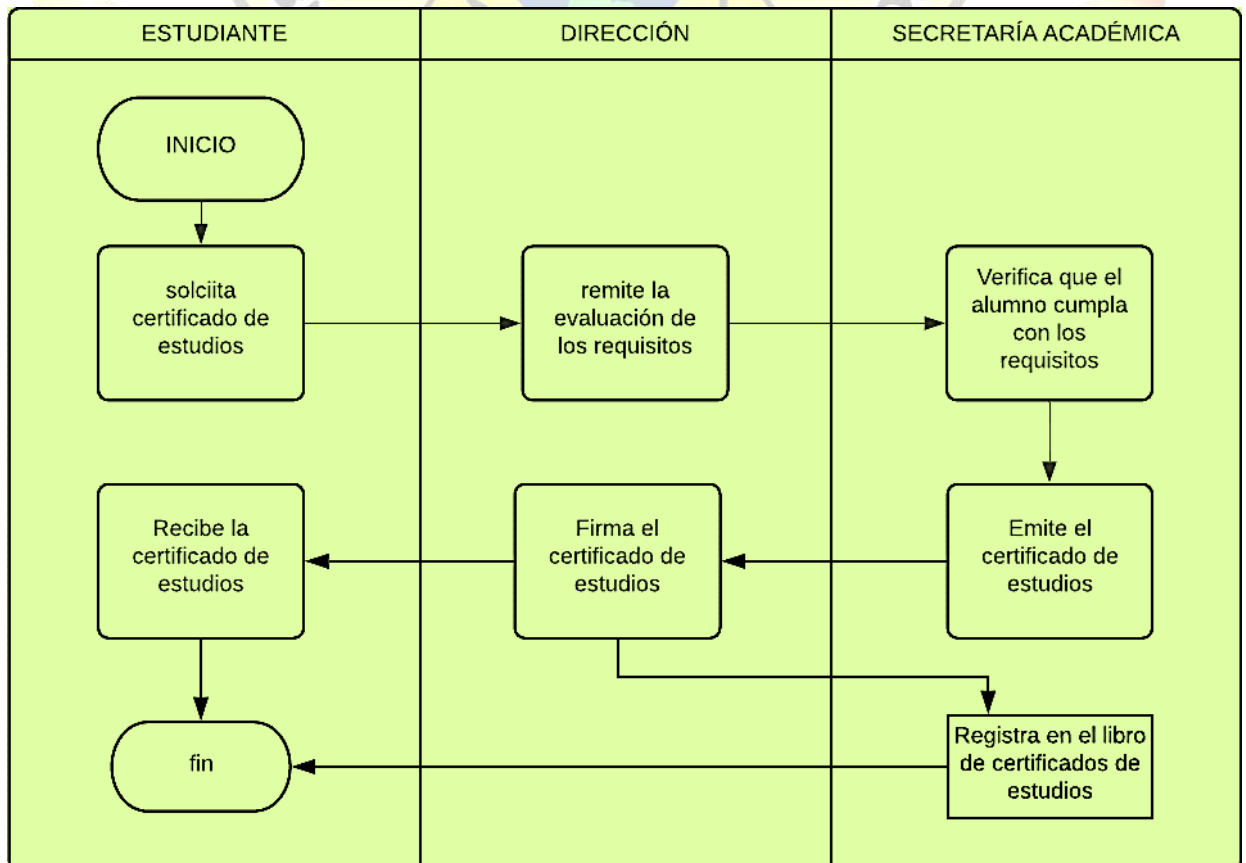 ESTUDIANTE
DIRECCIÓN
SECRETARÍA ACADÉMICA
INICIO
solciita
certificado de
estudios
remite la
evaluación de
los requisitos
Verifica que el
alumno cumpla
con los
requisitos
Recibe la
certificado de
estudios
Firma el
certificado de
estudios
Emite el
certificado de
estudios
fin
Registra en el libro
de certificados de
estudios